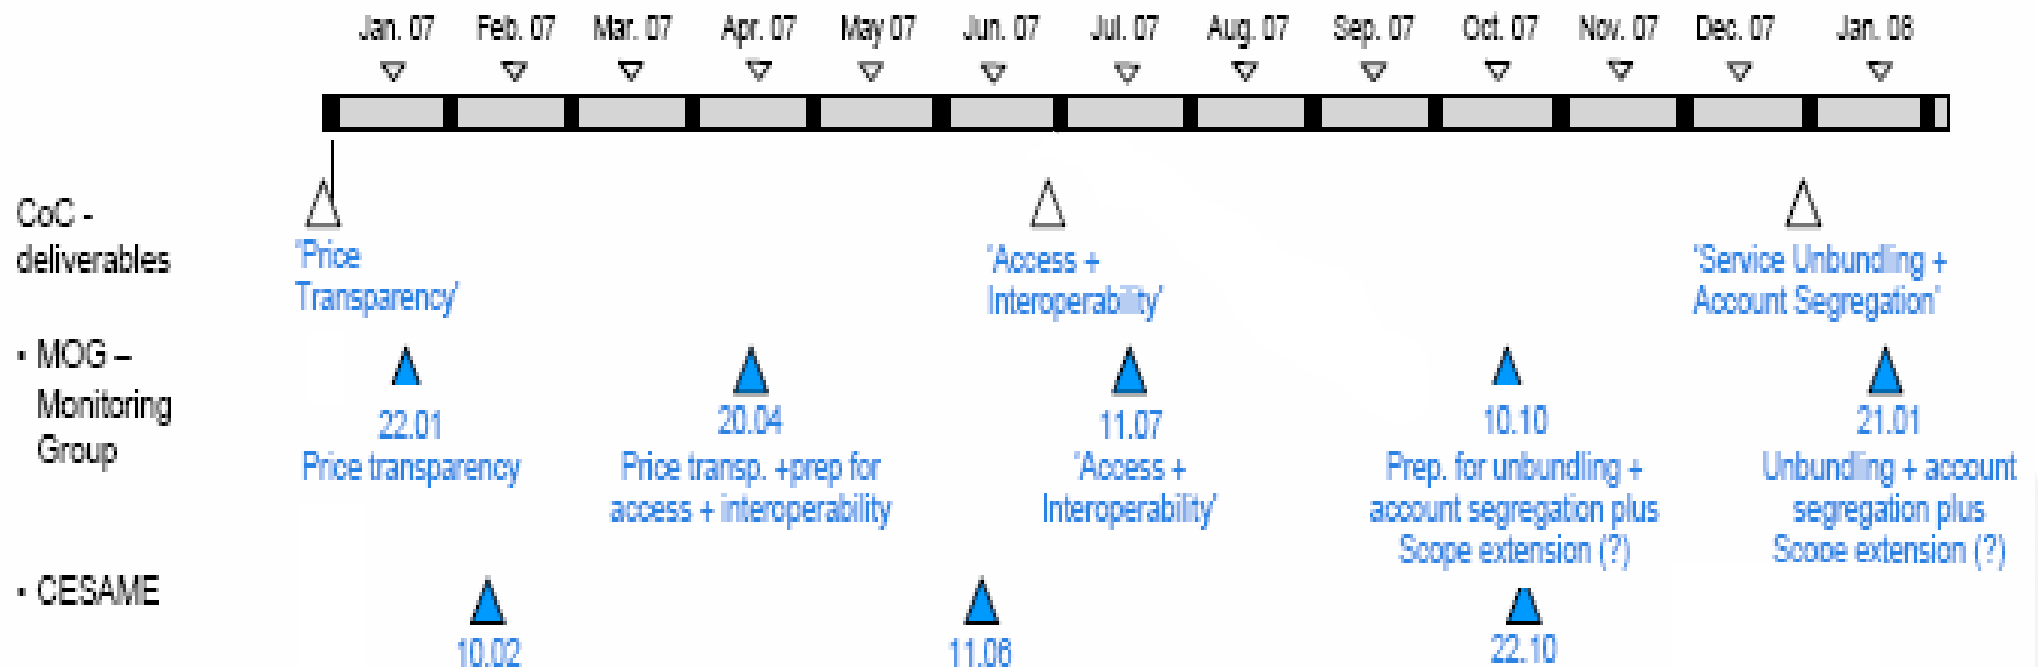 Jan. 07 Feb. 07 Mar. 07 Apr. 07 May 07 Jun. 07 Jul. 07 Aug. 07 Sep. 07 Oct. 07 Nov. 07 Dec. 07 Jan. 08
CoC -
deliverables
'Price
Transparency'
'Access +
Interoperability'
'Service Unbundling +
Account Segregation'
▪ MOG –
Monitoring
Group
22.01
Price transparency
20.04
Price transp. +prep for
access + interoperability
11.07
'Access +
Interoperability'
10.10
Prep. for unbundling +
account segregation plus
Scope extension (?)
21.01
Unbundling + account
segregation plus
Scope extension (?)
▪ CESAME
10.02
11.06
22.10